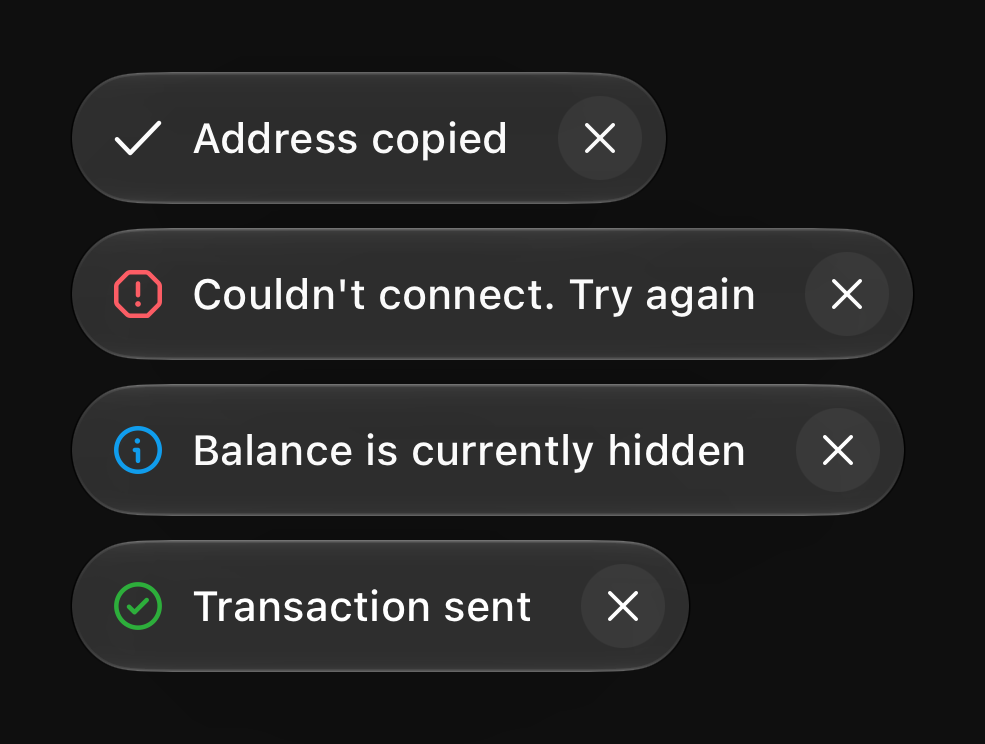 Address copied
Couldn't connect. Try again
Balance is currently hidden
Transaction sent